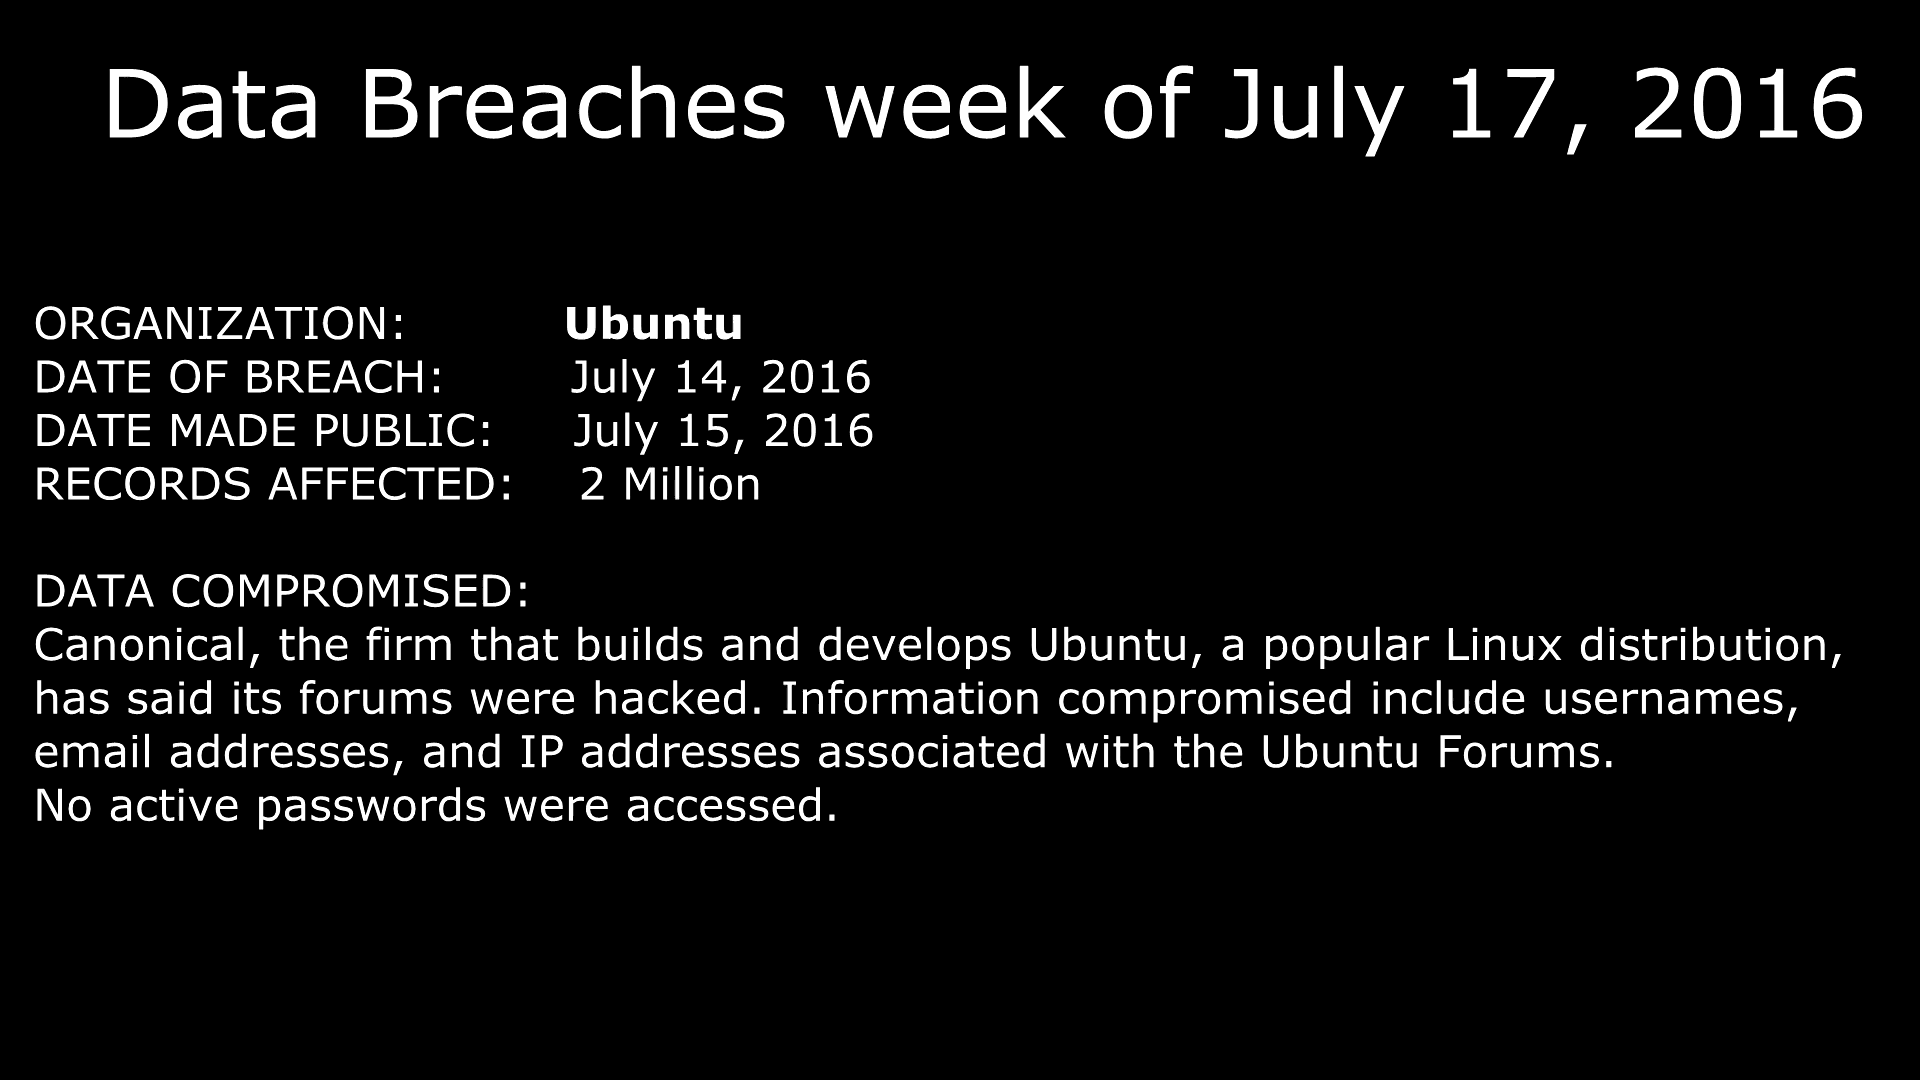 Data Breaches week of July 17, 2016
ORGANIZATION: Ubuntu
DATE OF BREACH: July 14, 2016
DATE MADE PUBLIC: July 15, 2016
RECORDS AFFECTED: 2 Million
DATA COMPROMISED:
Canonical, the firm that builds and develops Ubuntu, a popular Linux distribution,
has said its forums were hacked. Information compromised include usernames,
email addresses, and IP addresses associated with the Ubuntu Forums.
No active passwords were accessed.